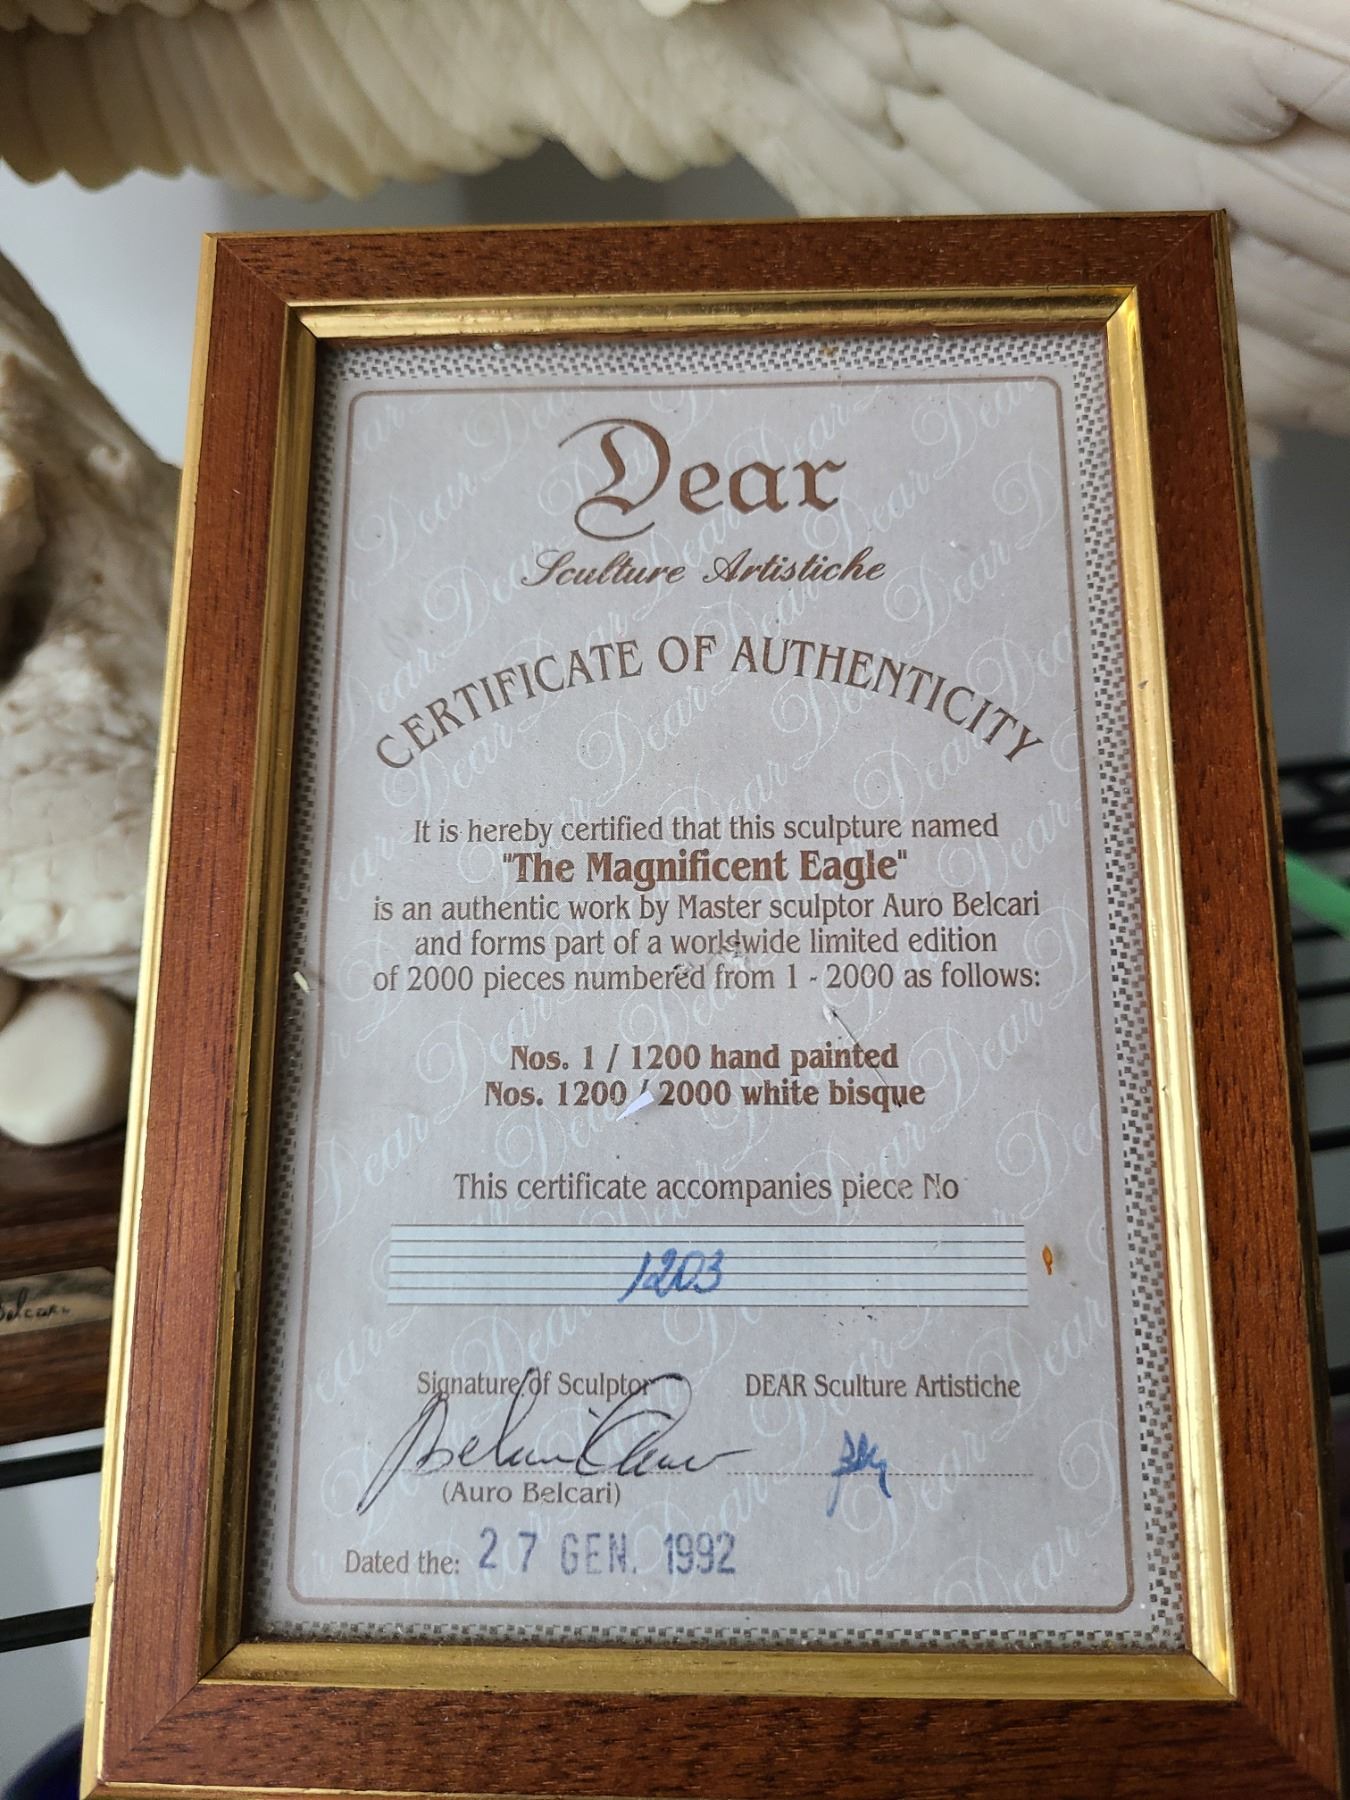 Dear
Sculture Artistiche
CERTIFICATE OF AUTHENTICITY
It is hereby certified that this sculpture named
"The Magnificent Eagle"
is an authentic work by Master sculptor Auro Belcari
and forms part of a worldwide limited edition
of 2000 pieces numbered from 1 - 2000 as follows:
Nos. 1 / 1200 hand painted
Nos. 1200 / 2000 white bisque
This certificate accompanies piece No
1203
Signature of Sculptor DEAR Sculture Artistiche
Belcari Auro
(Auro Belcari)
Dated the: 27 GEN. 1992
Belcari